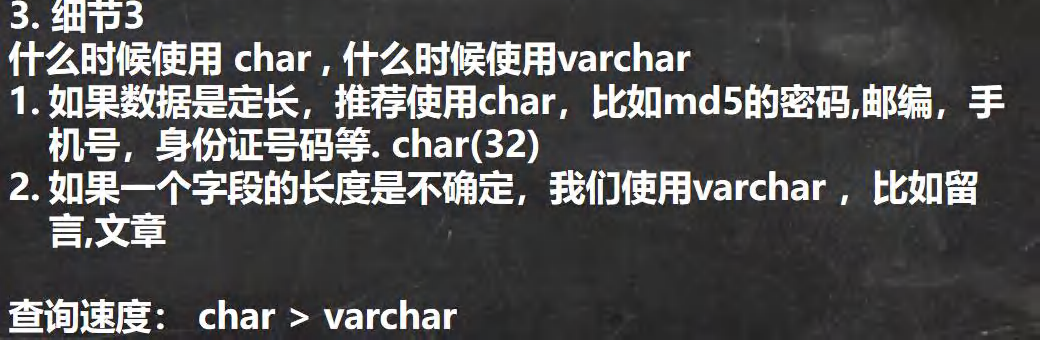 3. 细节3
什么时候使用 char , 什么时候使用varchar
1. 如果数据是定长，推荐使用char，比如md5的密码,邮编，手
机号，身份证号码等. char(32)
2. 如果一个字段的长度是不确定，我们使用varchar ，比如留
言,文章
查询速度： char > varchar